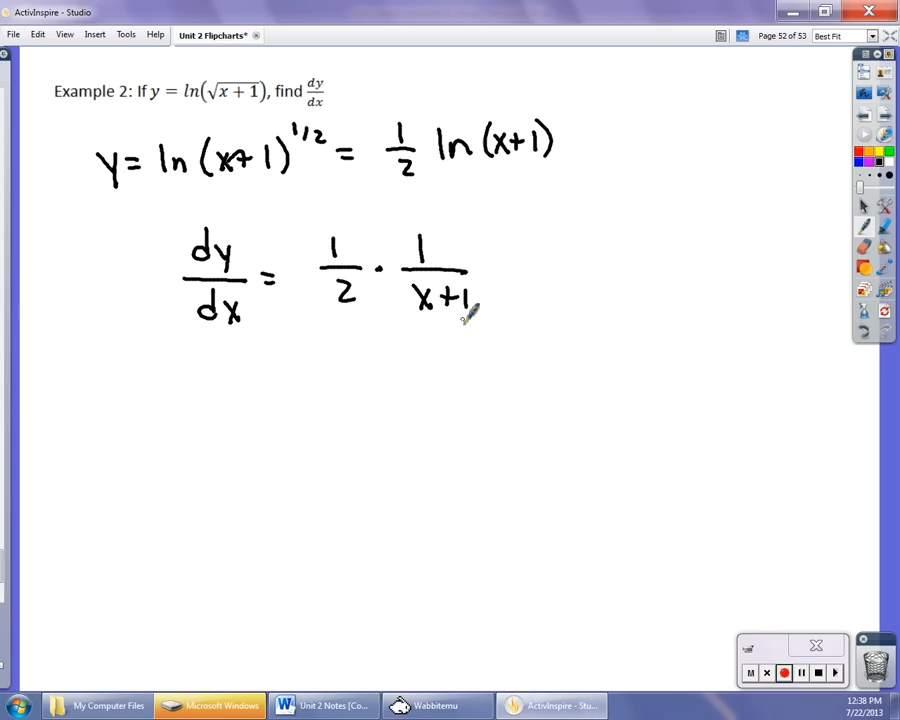 ActivInspire - Studio
File Edit View Insert Tools Help Unit 2 Flipcharts* Page 52 of 53 Best Fit
Example 2: If y = ln(√x + 1), find dy/dx
y = ln (x+1)^1/2 = 1/2 ln (x+1)
dy/dx = 1/2 · 1/x+1
M
My Computer Files Microsoft Windows Unit 2 Notes [Co... Wabbitemu ActivInspire - Stu... 12:38 PM
7/22/2013